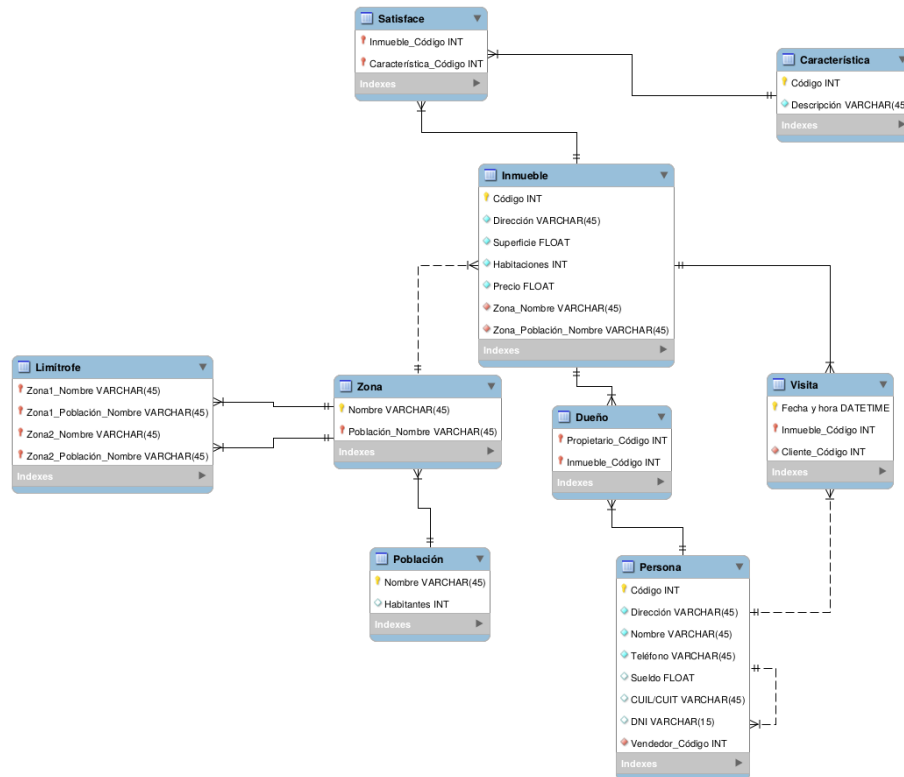 Satisface
Inmueble_Código INT
Característica_Código INT
Indexes
Característica
Código INT
Descripción VARCHAR(45
Indexes
Inmueble
Código INT
Dirección VARCHAR(45)
Superficie FLOAT
Habitaciones INT
Precio FLOAT
Zona_Nombre VARCHAR(45)
Zona_Población_Nombre VARCHAR(45)
Indexes
Limítrofe
Zona1_Nombre VARCHAR(45)
Zona1_Población_Nombre VARCHAR(45)
Zona2_Nombre VARCHAR(45)
Zona2_Población_Nombre VARCHAR(45)
Indexes
Zona
Nombre VARCHAR(45)
Población_Nombre VARCHAR(45)
Indexes
Dueño
Propietario_Código INT
Inmueble_Código INT
Indexes
Visita
Fecha y hora DATETIME
Inmueble_Código INT
Cliente_Código INT
Indexes
Población
Nombre VARCHAR(45)
Habitantes INT
Indexes
Persona
Código INT
Dirección VARCHAR(45)
Nombre VARCHAR(45)
Teléfono VARCHAR(45)
Sueldo FLOAT
CUIL/CUIT VARCHAR(45)
DNI VARCHAR(15)
Vendedor_Código INT
Indexes